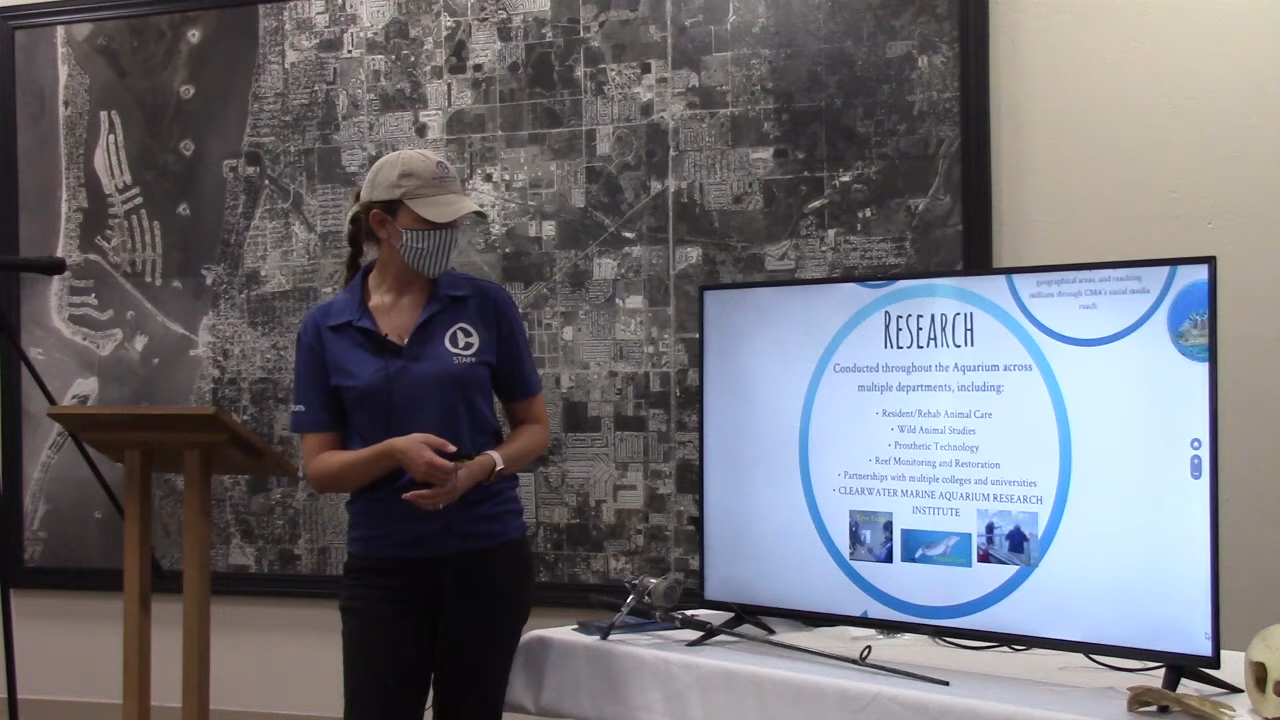 geographical areas, and reaching
millions through CMA's social media
reach
RESEARCH
Conducted throughout the Aquarium across
multiple departments, including:
• Resident/Rehab Animal Care
• Wild Animal Studies
• Prosthetic Technology
• Reef Monitoring and Restoration
• Partnerships with multiple colleges and universities
• CLEARWATER MARINE AQUARIUM RESEARCH
INSTITUTE
STAFF